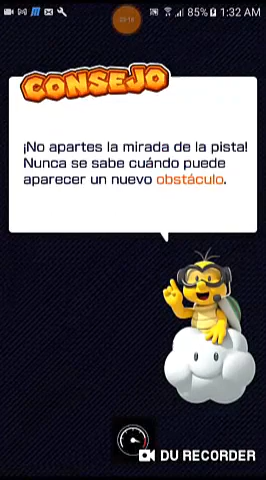 85% 1:32 AM
CONSEJO
¡No apartes la mirada de la pista!
Nunca se sabe cuándo puede
aparecer un nuevo obstáculo.
DU RECORDER